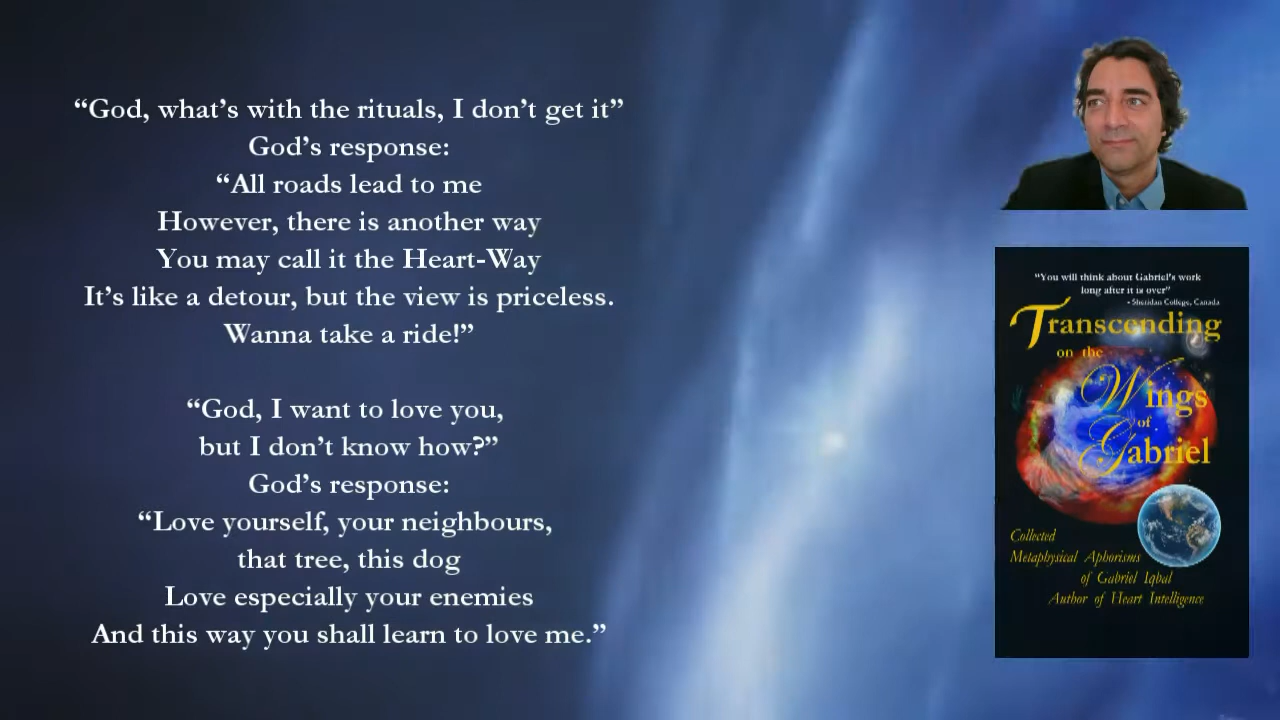 “God, what’s with the rituals, I don’t get it”
God’s response:
“All roads lead to me
However, there is another way
You may call it the Heart-Way
It’s like a detour, but the view is priceless.
Wanna take a ride!”
“God, I want to love you,
but I don’t know how?”
God’s response:
“Love yourself, your neighbours,
that tree, this dog
Love especially your enemies
And this way you shall learn to love me.”
“You will think about Gabriel’s work
long after it is over”
- Sheridan College, Canada
Transcending
on the
Wings
of
Gabriel
Collected
Metaphysical Aphorisms
of Gabriel Iqbal
Author of Heart Intelligence